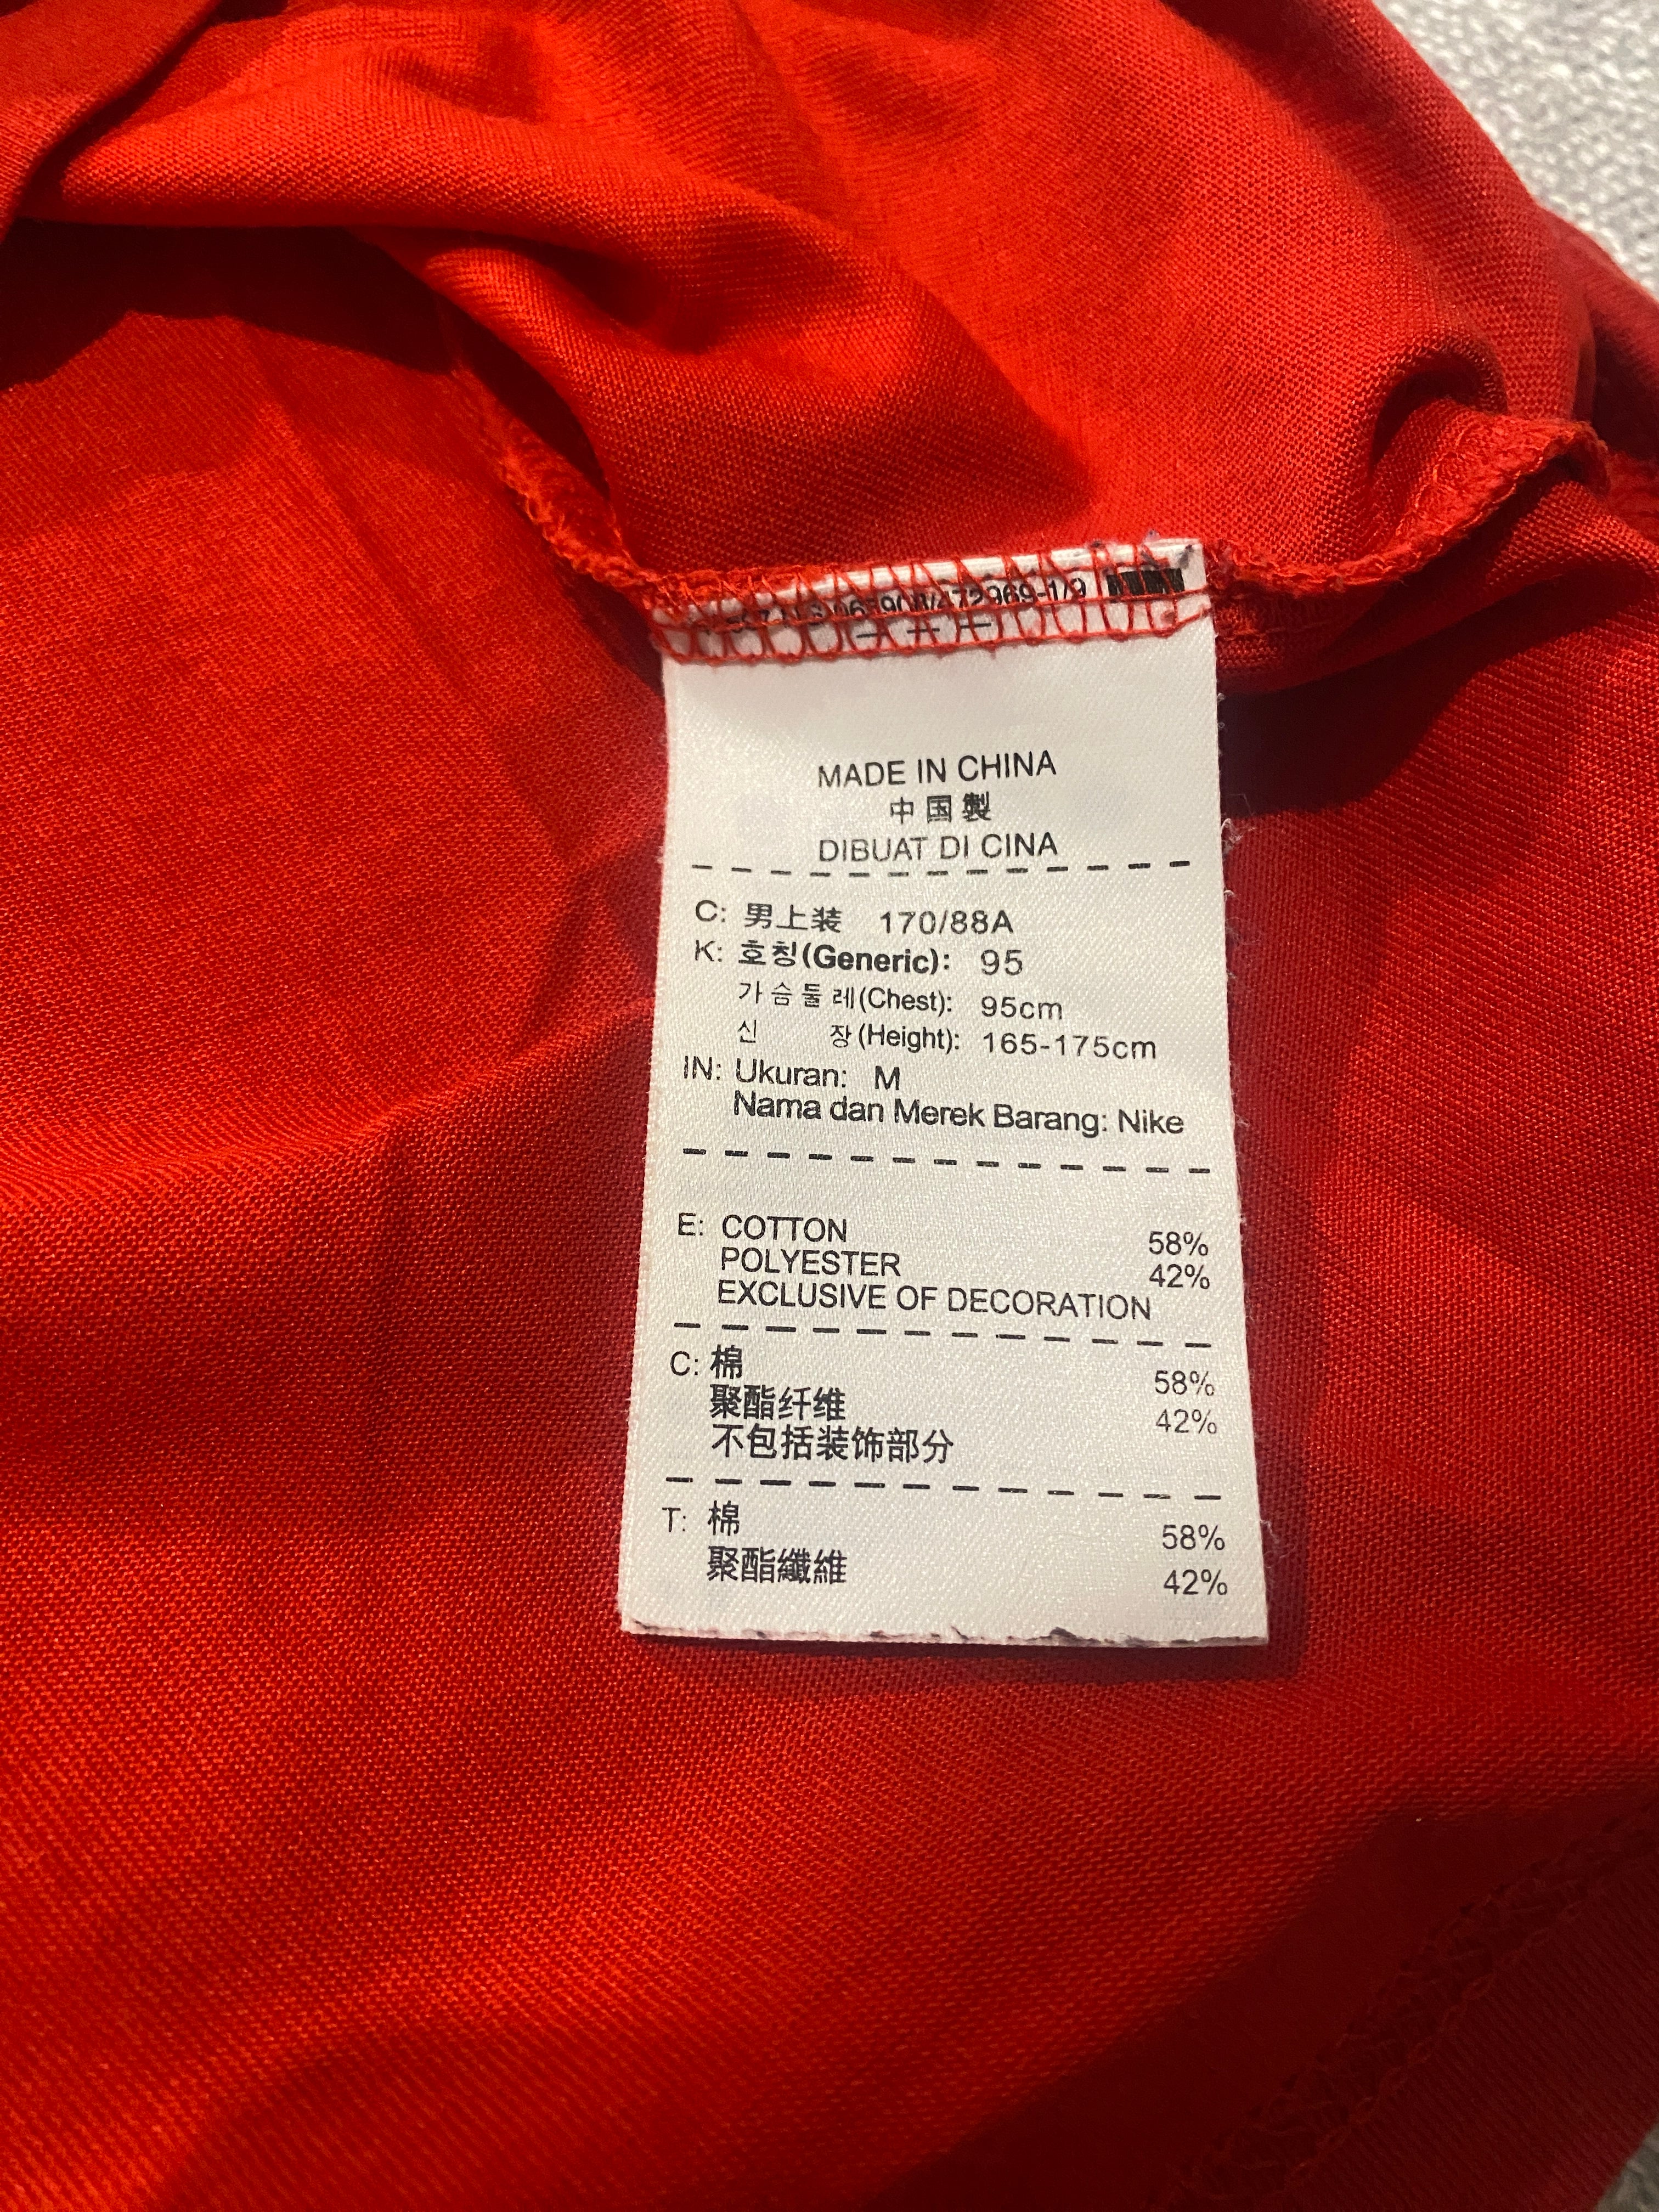 472969-1/9
MADE IN CHINA
中国製
DIBUAT DI CINA
C: 男上装 170/88A
K: 호칭(Generic): 95
가슴둘레(Chest): 95cm
신 장(Height): 165-175cm
IN: Ukuran: M
Nama dan Merek Barang: Nike
E: COTTON 58%
POLYESTER 42%
EXCLUSIVE OF DECORATION
C: 棉 58%
聚酯纤维 42%
不包括装饰部分
T: 棉 58%
聚酯纖維 42%